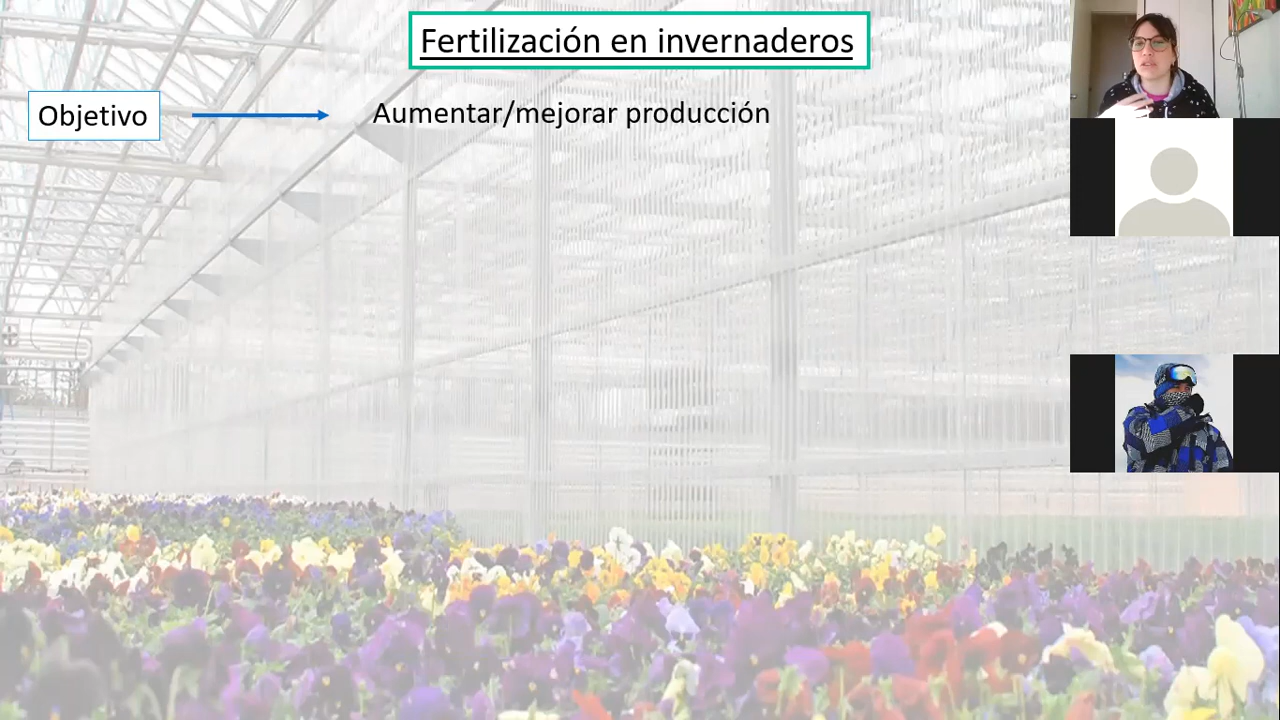 Fertilización en invernaderos
Objetivo
Aumentar/mejorar producción